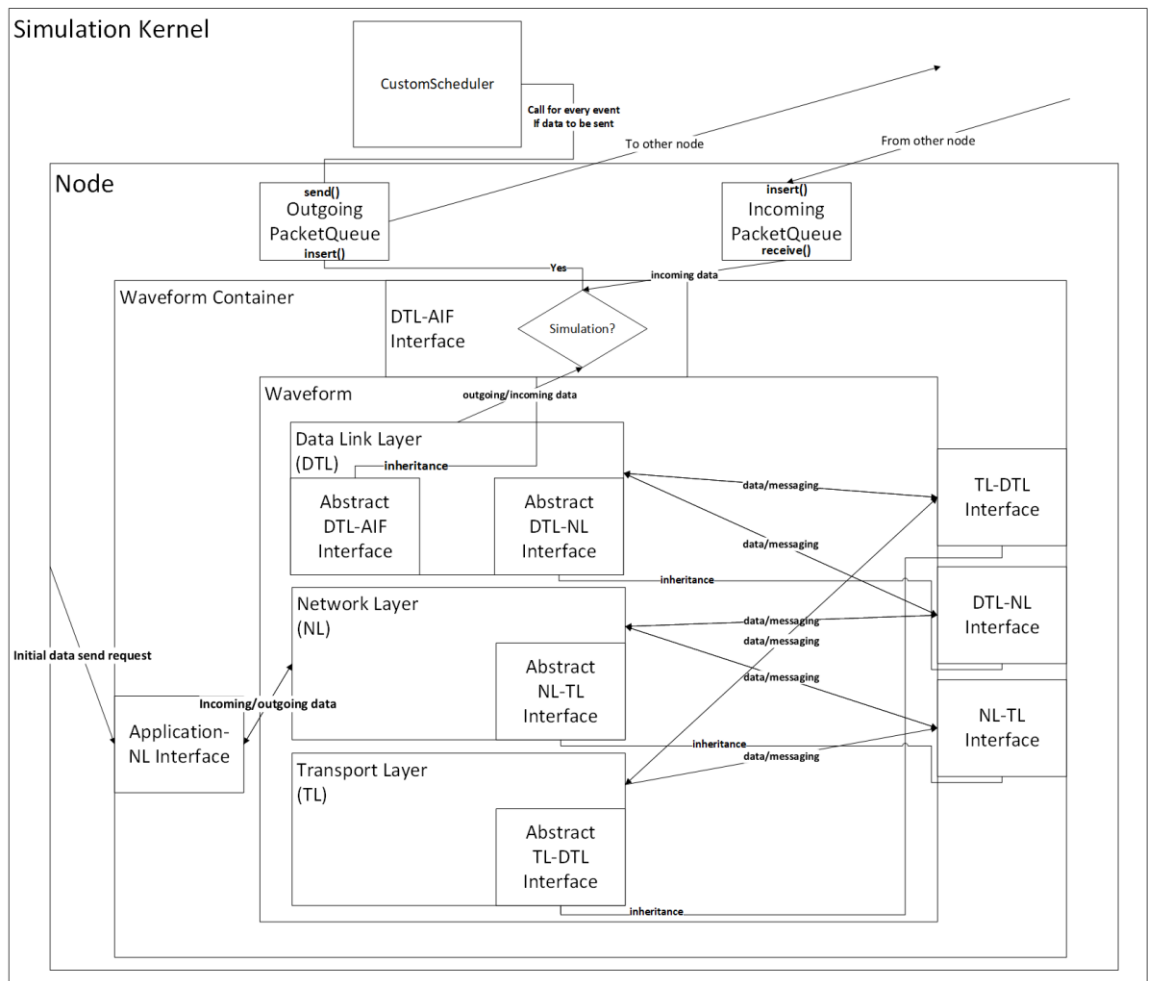 Simulation Kernel
CustomScheduler
Call for every event
If data to be sent
To other node
From other node
Node
send()
Outgoing
PacketQueue
insert()
insert()
Incoming
PacketQueue
receive()
Yes
incoming data
Waveform Container
DTL-AIF
Interface
Simulation?
Waveform
outgoing/incoming data
Data Link Layer
(DTL)
inheritance
Abstract
DTL-AIF
Interface
Abstract
DTL-NL
Interface
data/messaging
TL-DTL
Interface
data/messaging
inheritance
Network Layer
(NL)
DTL-NL
Interface
data/messaging
data/messaging
Initial data send request
Abstract
NL-TL
Interface
data/messaging
Incoming/outgoing data
Application-
NL Interface
NL-TL
Interface
inheritance
data/messaging
Transport Layer
(TL)
Abstract
TL-DTL
Interface
inheritance